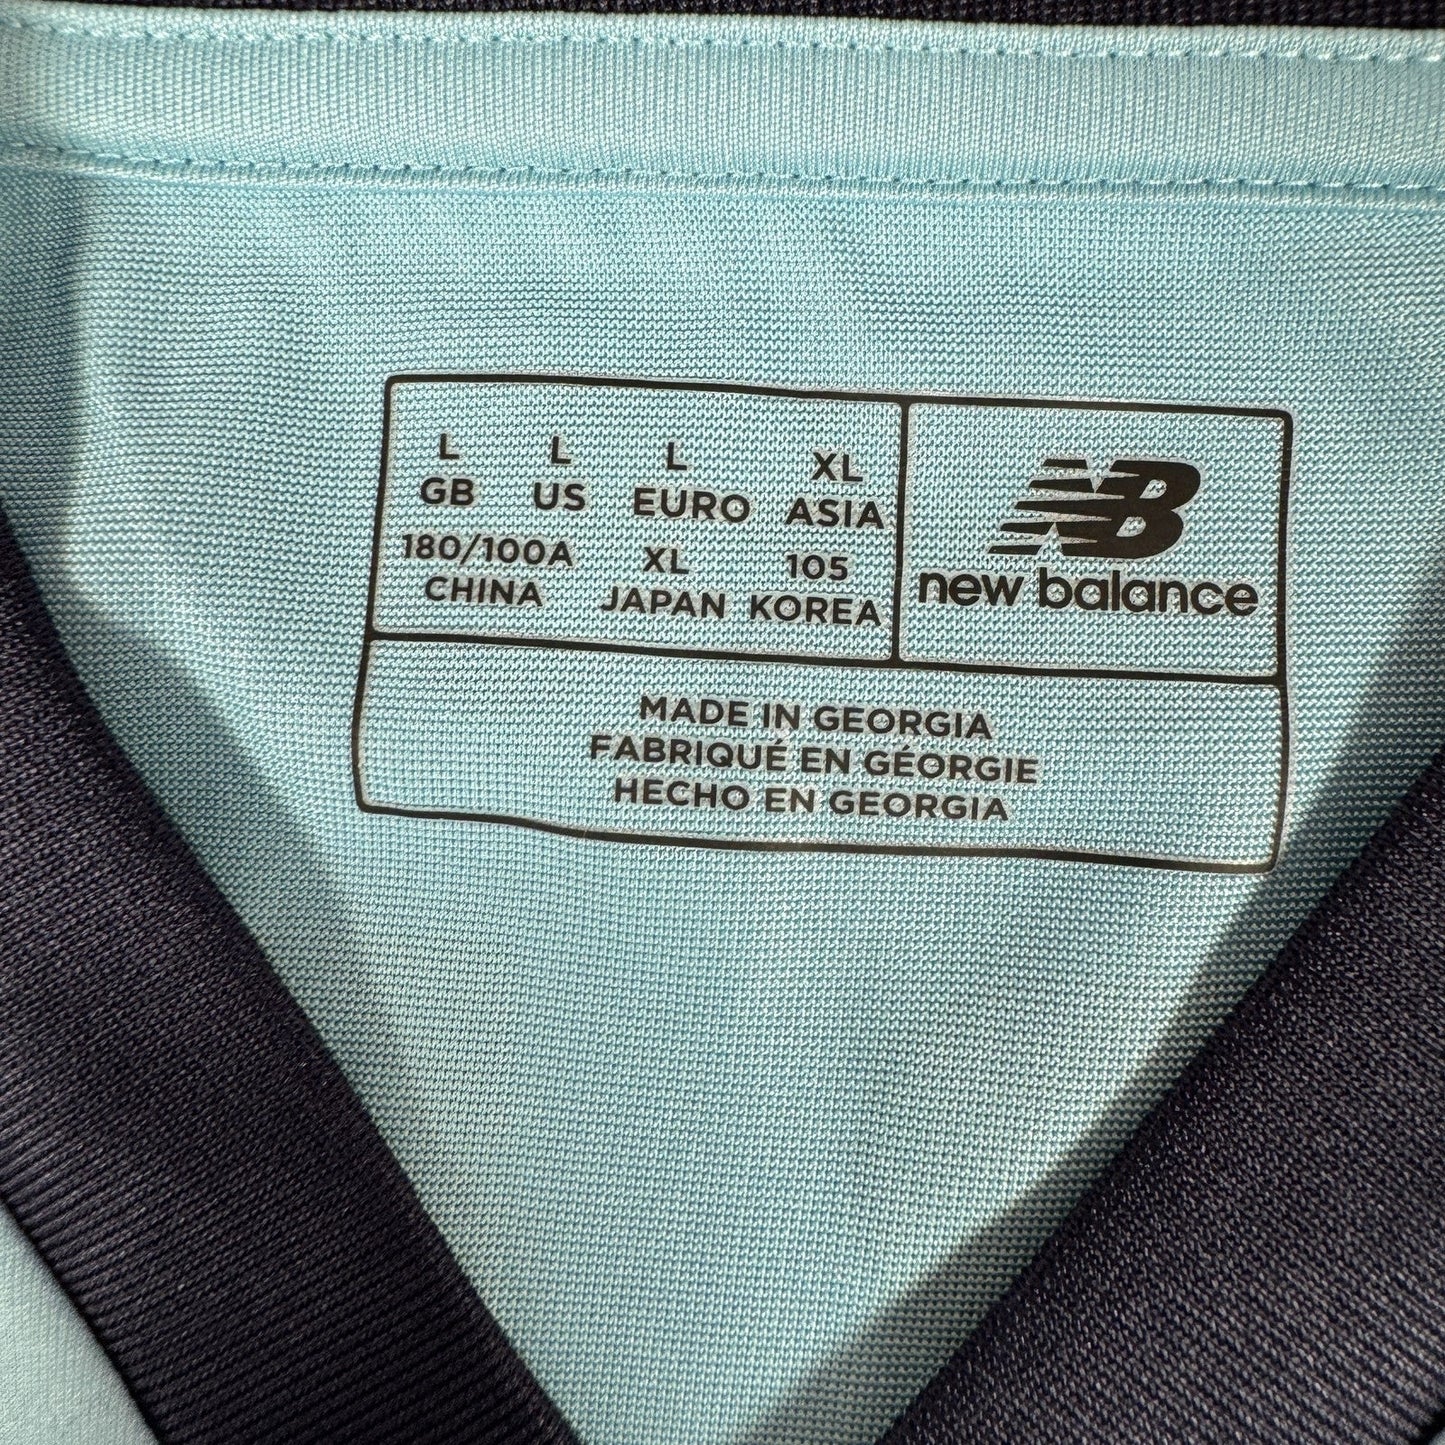 L L L XL
GB US EURO ASIA
180/100A XL 105
CHINA JAPAN KOREA
NB
new balance
MADE IN GEORGIA
FABRIQUÉ EN GÉORGIE
HECHO EN GEORGIA